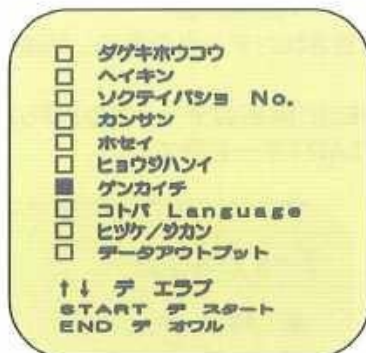 □ ダゲキホウコウ
□ ヘイキン
□ ソクテイバショ No.
□ カンサン
□ ホセイ
□ ヒョウジハンイ
■ ゲンカイチ
□ コトバ Language
□ ヒヅケ/ジカン
□ データアウトプット
↑↓ デ エラブ
START デ スタート
END デ オワル